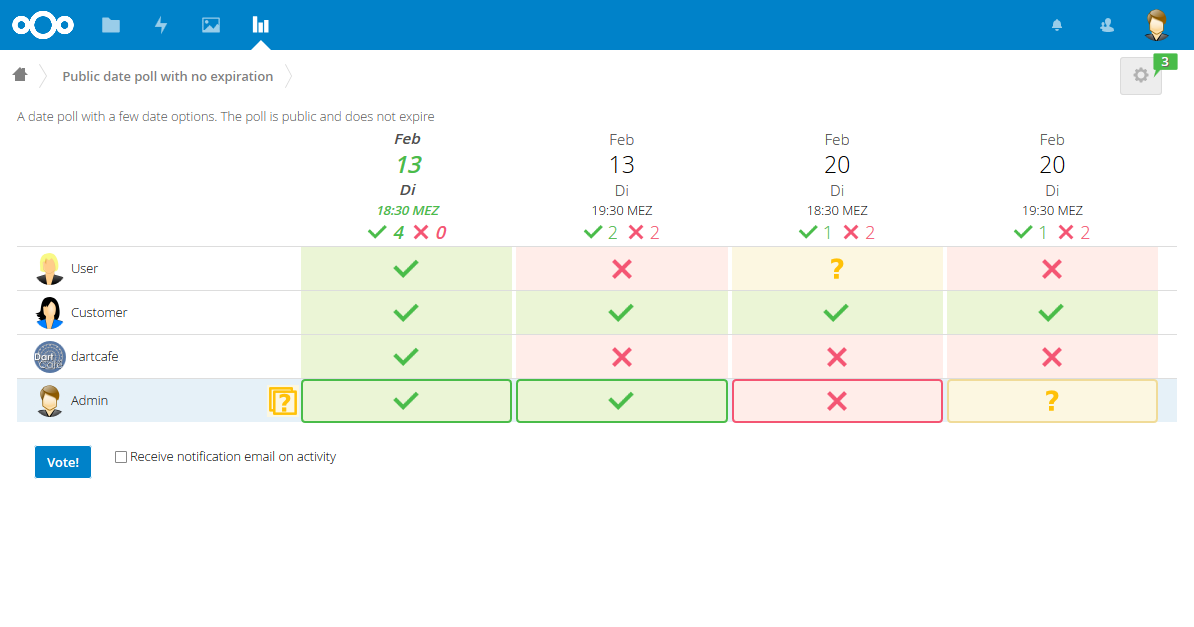 3
Public date poll with no expiration
A date poll with a few date options. The poll is public and does not expire
Feb Feb Feb Feb
13 13 20 20
Di Di Di Di
18:30 MEZ 19:30 MEZ 18:30 MEZ 19:30 MEZ
4 0 2 2 1 2 1 2
User ?
Customer
Dart Café dartcafe
Admin ? ?
Vote! Receive notification email on activity